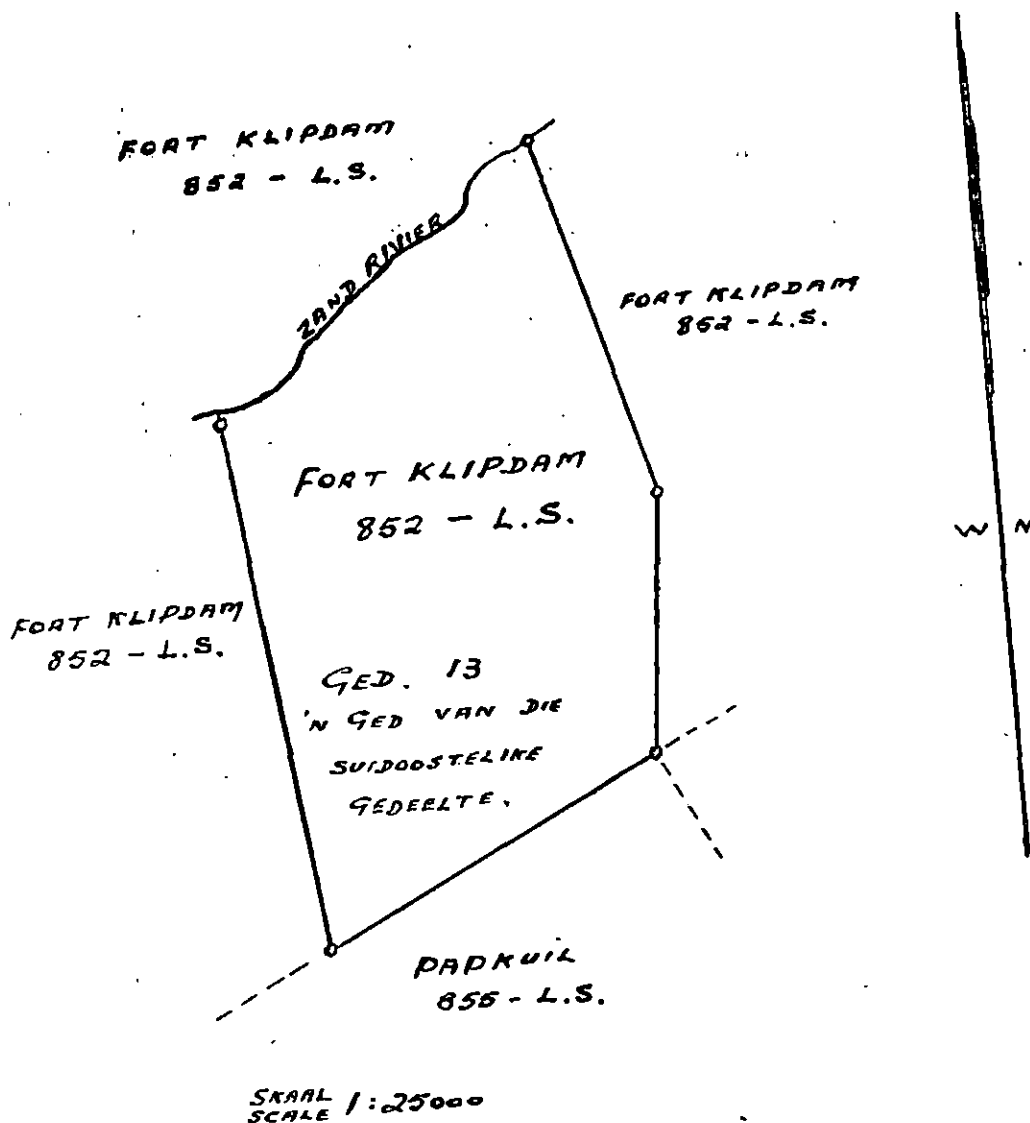 FORT KLIPDAM
852 - L.S.
ZAND RIVIER
FORT KLIPDAM
852 - L.S.
FORT KLIPDAM
852 - L.S.
W N
FORT KLIPDAM
852 - L.S.
GED. 13
'N GED VAN DIE
SUIDOOSTELIKE
GEDEELTE.
PAPKUIL
855 - L.S.
SKAAL
SCALE 1:25000